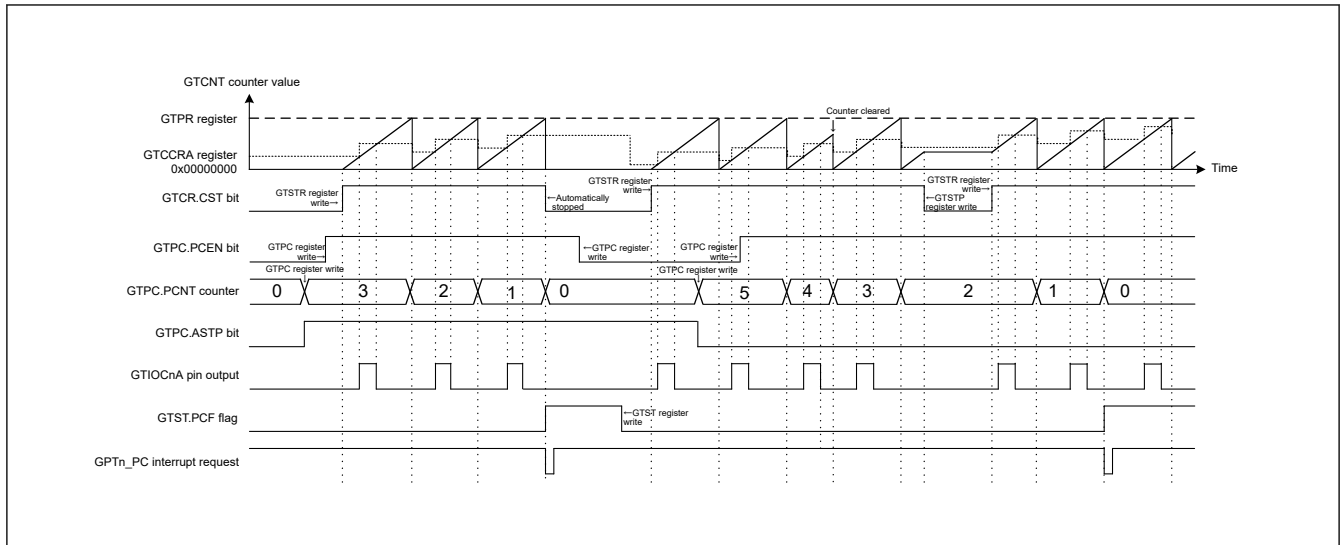 GTCNT counter value
GTPR register
Counter cleared
GTCCRA register
0x00000000
Time
GTSTR register
write→
GTCR.CST bit
←Automatically
stopped
GTSTR register
write→
←GTSTP
register write
GTSTR register
write→
GTPC.PCEN bit
GTPC register
write→
←GTPC register
write
GTPC register
write→
GTPC register write
GTPC register write
GTPC.PCNT counter
0 3 2 1 0 5 4 3 2 1 0
GTPC.ASTP bit
GTIOCnA pin output
GTST.PCF flag
←GTST register
write
GPTn_PC interrupt request